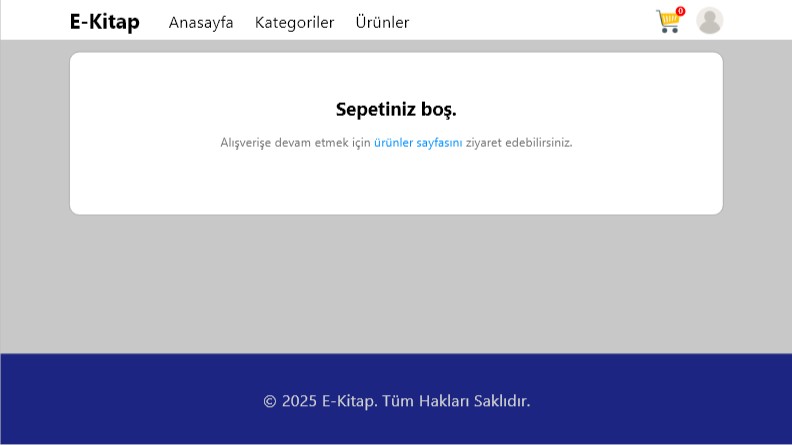 E-Kitap Anasayfa Kategoriler Ürünler 0
Sepetiniz boş.
Alışverişe devam etmek için ürünler sayfasını ziyaret edebilirsiniz.
© 2025 E-Kitap. Tüm Hakları Saklıdır.